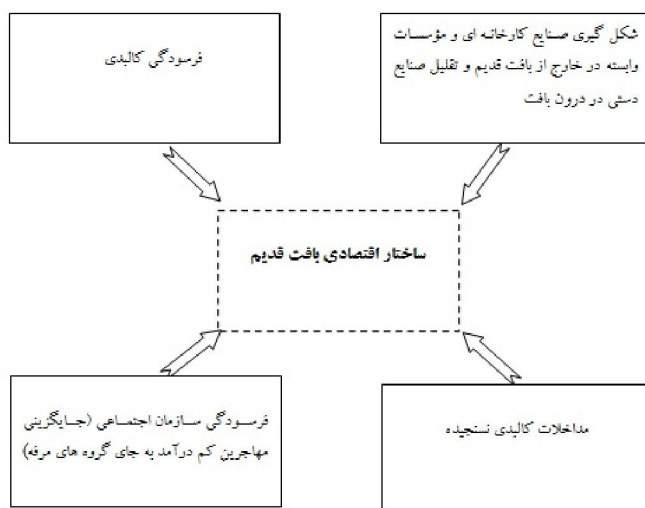 شکل گیری صنایع کارخانه ای و مؤسسات
وابسته در خارج از بافت قدیم و تقلیل صنایع
دستی در درون بافت
فرسودگی کالبدی
ساختار اقتصادی بافت قدیم
مداخلات کالبدی نسنجیده
فرسودگی سازمان اجتماعی (جایگزینی
مهاجرین کم درآمد به جای گروه های مرفه)